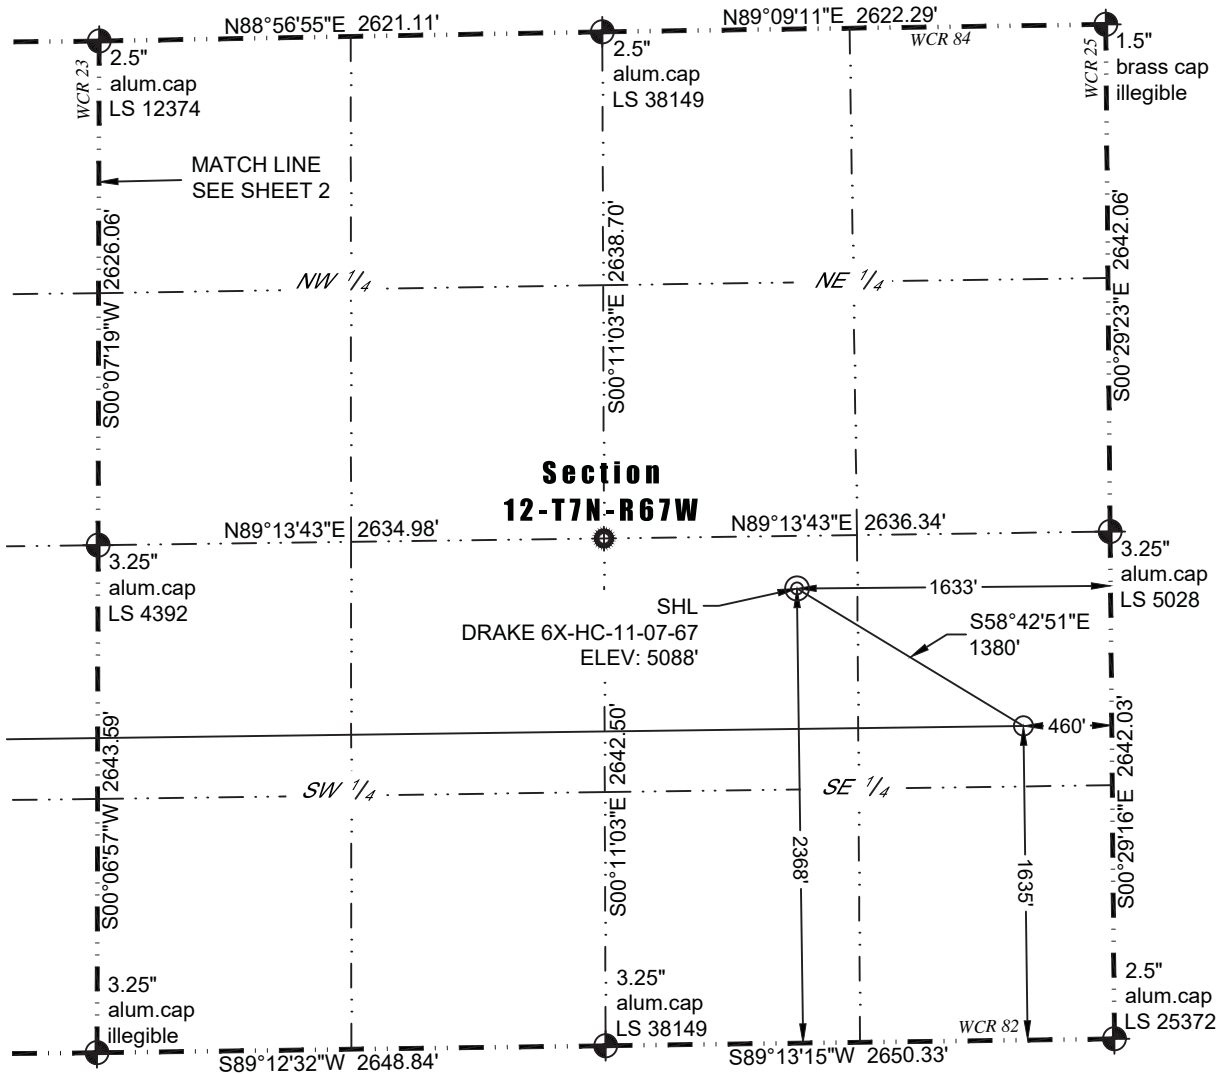 N88°56'55"E 2621.11'
N89°09'11"E 2622.29'
WCR 84
WCR 23
2.5"
alum.cap
LS 12374
2.5"
alum.cap
LS 38149
WCR 25
1.5"
brass cap
illegible
MATCH LINE
SEE SHEET 2
S00°07'19"W 2626.06'
NW 1/4
S00°11'03"E 2638.70'
NE 1/4
S00°29'23"E 2642.06'
Section
12-T7N-R67W
N89°13'43"E 2634.98'
N89°13'43"E 2636.34'
3.25"
alum.cap
LS 4392
3.25"
alum.cap
LS 5028
1633'
SHL
DRAKE 6X-HC-11-07-67
ELEV: 5088'
S58°42'51"E
1380'
460'
S00°06'57"W 2643.59'
SW 1/4
S00°11'03"E 2642.50'
SE 1/4
2368'
1635'
S00°29'16"E 2642.03'
3.25"
alum.cap
illegible
3.25"
alum.cap
LS 38149
2.5"
alum.cap
LS 25372
WCR 82
S89°12'32"W 2648.84'
S89°13'15"W 2650.33'